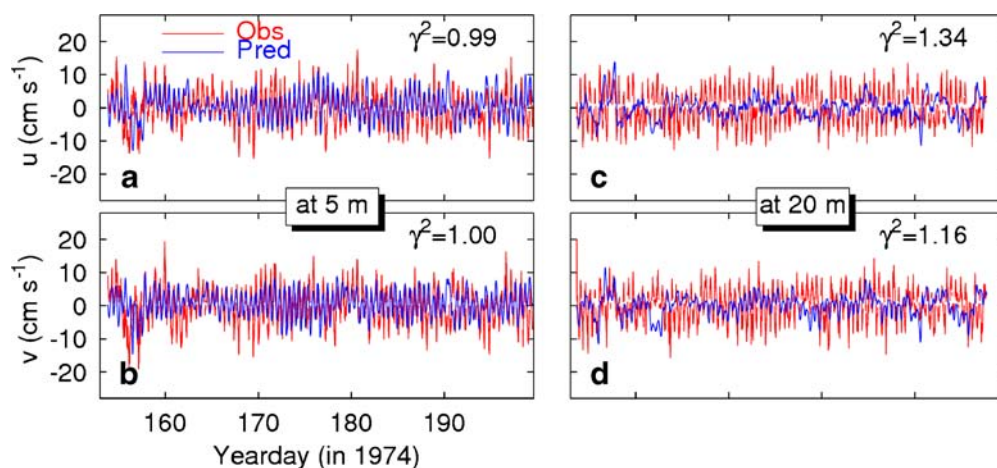 Obs
Pred
γ²=0.99
γ²=1.34
20
10
0
-10
-20
u (cm s⁻¹)
a
c
at 5 m
at 20 m
γ²=1.00
γ²=1.16
20
10
0
-10
-20
v (cm s⁻¹)
b
d
160 170 180 190
Yearday (in 1974)